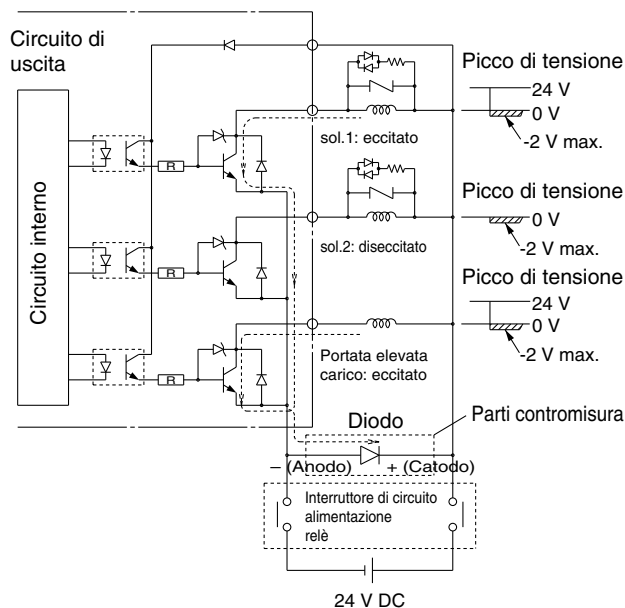 Circuito di
uscita
Picco di tensione
24 V
0 V
-2 V max.
sol.1: eccitato
R
Circuito interno
Picco di tensione
0 V
-2 V max.
sol.2: diseccitato
R
Picco di tensione
24 V
0 V
-2 V max.
Portata elevata
carico: eccitato
R
Diodo
Parti contromisura
– (Anodo)
+ (Catodo)
Interruttore di circuito
alimentazione
relè
24 V DC